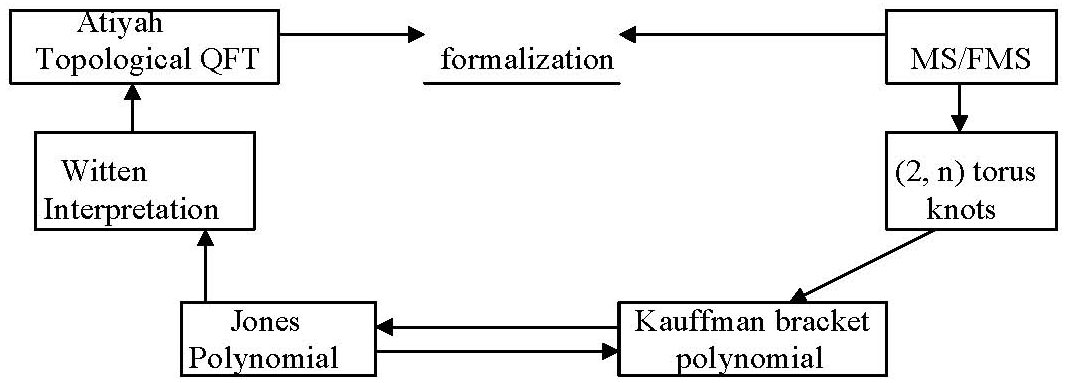 Atiyah
Topological QFT
formalization
MS/FMS
Witten
Interpretation
(2, n) torus
knots
Jones
Polynomial
Kauffman bracket
polynomial